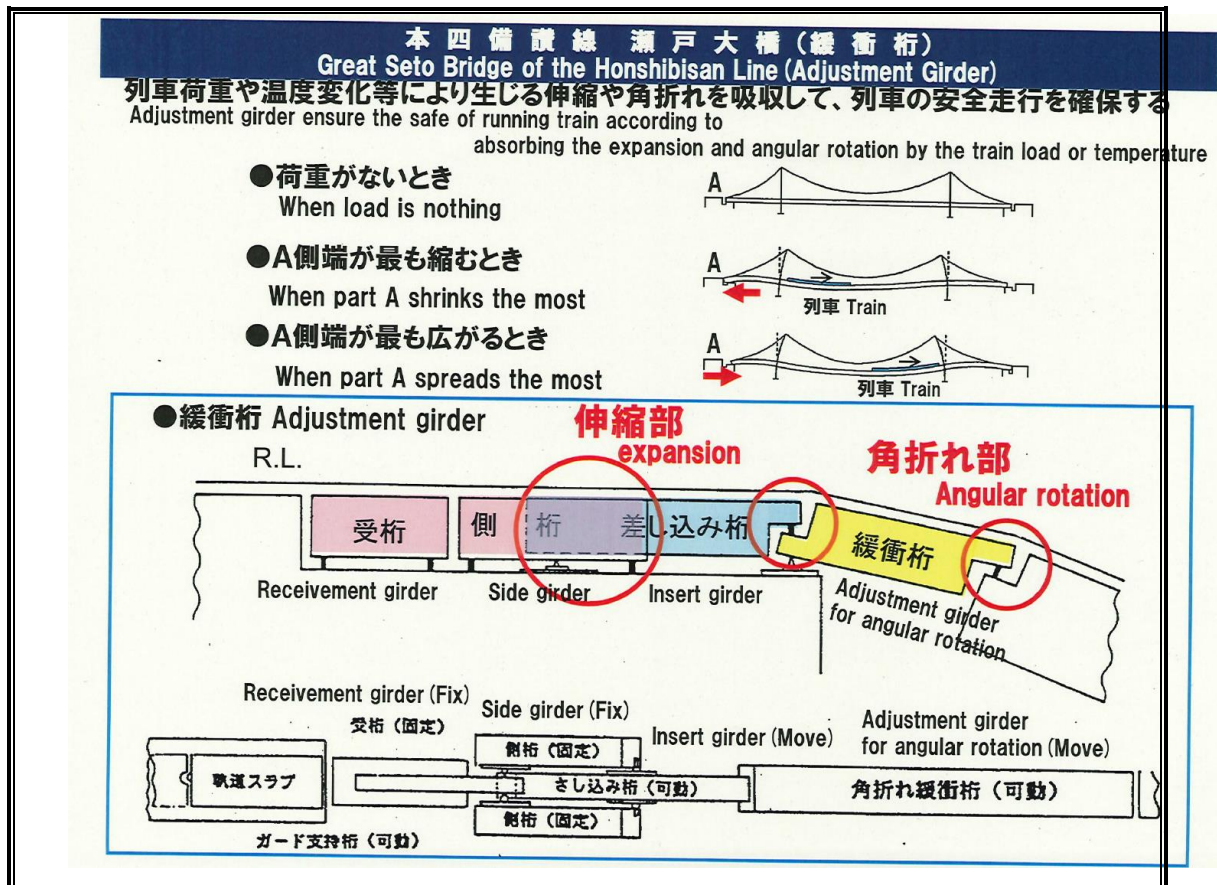 本四備讃線 瀬戸大橋(緩衝桁)
Great Seto Bridge of the Honshibisan Line (Adjustment Girder)
列車荷重や温度変化等により生じる伸縮や角折れを吸収して、列車の安全走行を確保する
Adjustment girder ensure the safe of running train according to
absorbing the expansion and angular rotation by the train load or temperature
●荷重がないとき
When load is nothing
A
●A側端が最も縮むとき
When part A shrinks the most
A
列車 Train
●A側端が最も広がるとき
When part A spreads the most
A
列車 Train
●緩衝桁 Adjustment girder
伸縮部
expansion
角折れ部
Angular rotation
R.L.
受桁
側 桁
差し込み桁
緩衝桁
Receivement girder
Side girder
Insert girder
Adjustment girder
for angular rotation
Receivement girder (Fix)
受桁(固定)
Side girder (Fix)
Insert girder (Move)
Adjustment girder
for angular rotation (Move)
軌道スラブ
側桁(固定)
さし込み桁(可動)
側桁(固定)
角折れ緩衝桁(可動)
ガード支持桁(可動)